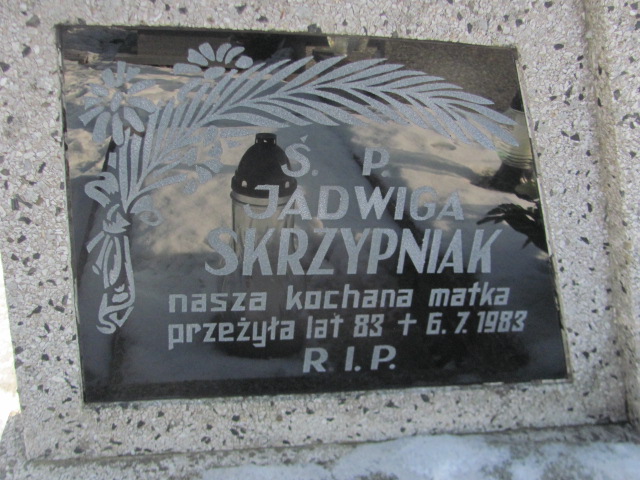 Ś. P.
JADWIGA
SKRZYPNIAK
nasza kochana matka
przeżyła lat 83 + 6.7.1983
R.I.P.